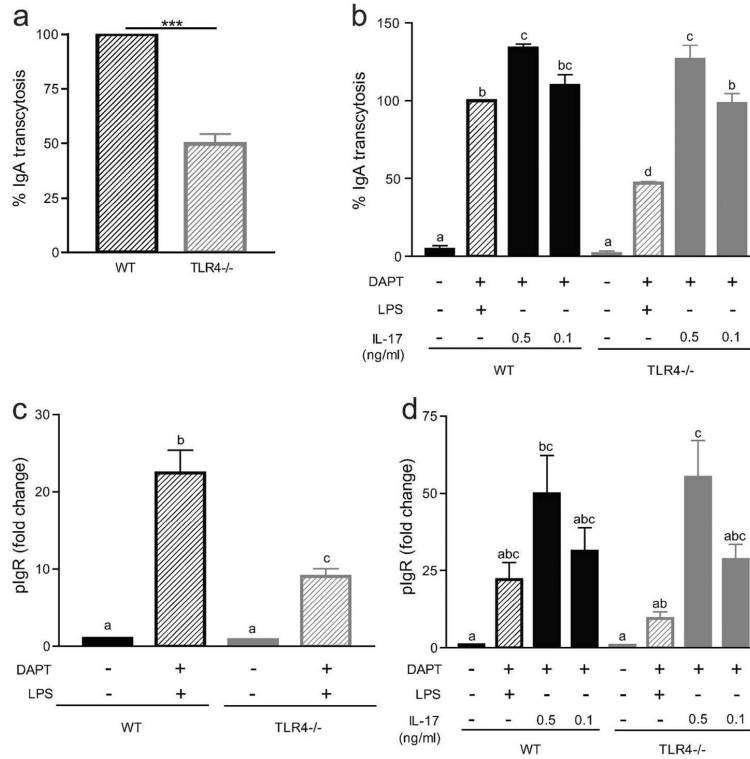 a
***
% IgA transcytosis
100
75
50
25
0
WT TLR4-/-
b
% IgA transcytosis
150
100
50
0
a b c bc a d c b
DAPT - + + + - + + +
LPS - + - - - + - -
IL-17 (ng/ml) - - 0.5 0.1 - - 0.5 0.1
WT TLR4-/-
c
pIgR (fold change)
30
20
10
0
a b a c
DAPT - + - +
LPS - + - +
WT TLR4-/-
d
pIgR (fold change)
75
50
25
0
a abc bc abc a ab c abc
DAPT - + + + - + + +
LPS - + - - - + - -
IL-17 (ng/ml) - - 0.5 0.1 - - 0.5 0.1
WT TLR4-/-